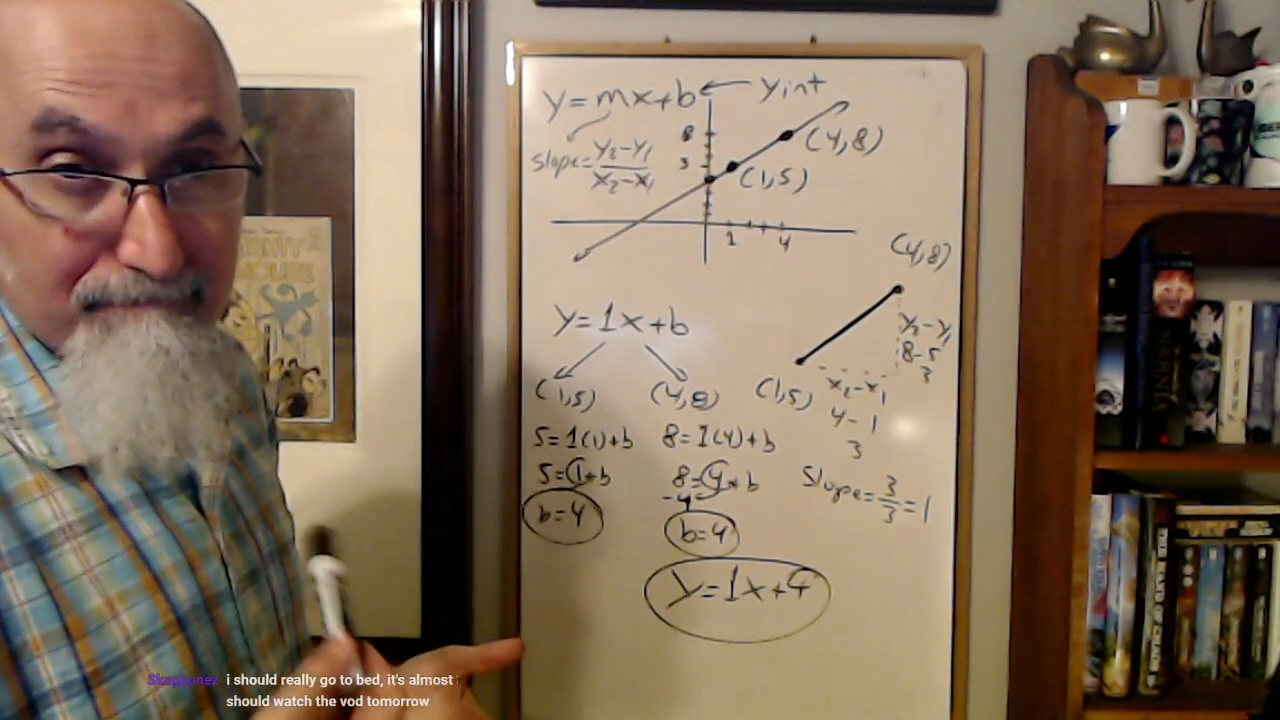 y=mx+b ← y int
slope=y₂-y₁/x₂-x₁
8
(4,8)
3
(1,5)
1 4
(4,8)
y=1x+b
y₂-y₁
8-5
3
(1,5) (4,8)
(1,5) x₂-x₁
4-1
3
5=1(1)+b 8=1(4)+b
5=1+b 8=4+b
-4
b=4 b=4
slope=3/3=1
y=1x+4
MOUSE
NARNIA
i should really go to bed, it's almost
should watch the vod tomorrow